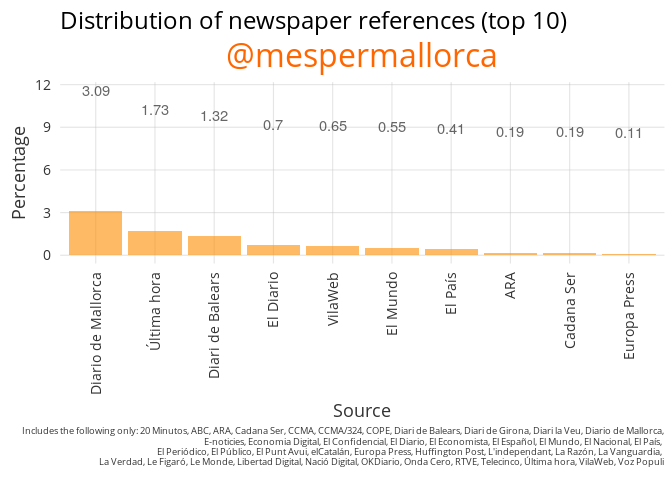 Distribution of newspaper references (top 10)
@mespermallorca
12
9
6
3
0
Percentage
3.09
1.73
1.32
0.7
0.65
0.55
0.41
0.19
0.19
0.11
Diario de Mallorca
Última hora
Diari de Balears
El Diario
VilaWeb
El Mundo
El País
ARA
Cadana Ser
Europa Press
Source
Includes the following only: 20 Minutos, ABC, ARA, Cadana Ser, CCMA, CCMA/324, COPE, Diari de Balears, Diari de Girona, Diari la Veu, Diario de Mallorca,
E-noticies, Economia Digital, El Confidencial, El Diario, El Economista, El Español, El Mundo, El Nacional, El País,
El Periódico, El Público, El Punt Avui, elCatalán, Europa Press, Huffington Post, L'independant, La Razón, La Vanguardia,
La Verdad, Le Figaró, Le Monde, Libertad Digital, Nació Digital, OKDiario, Onda Cero, RTVE, Telecinco, Última hora, VilaWeb, Voz Populi